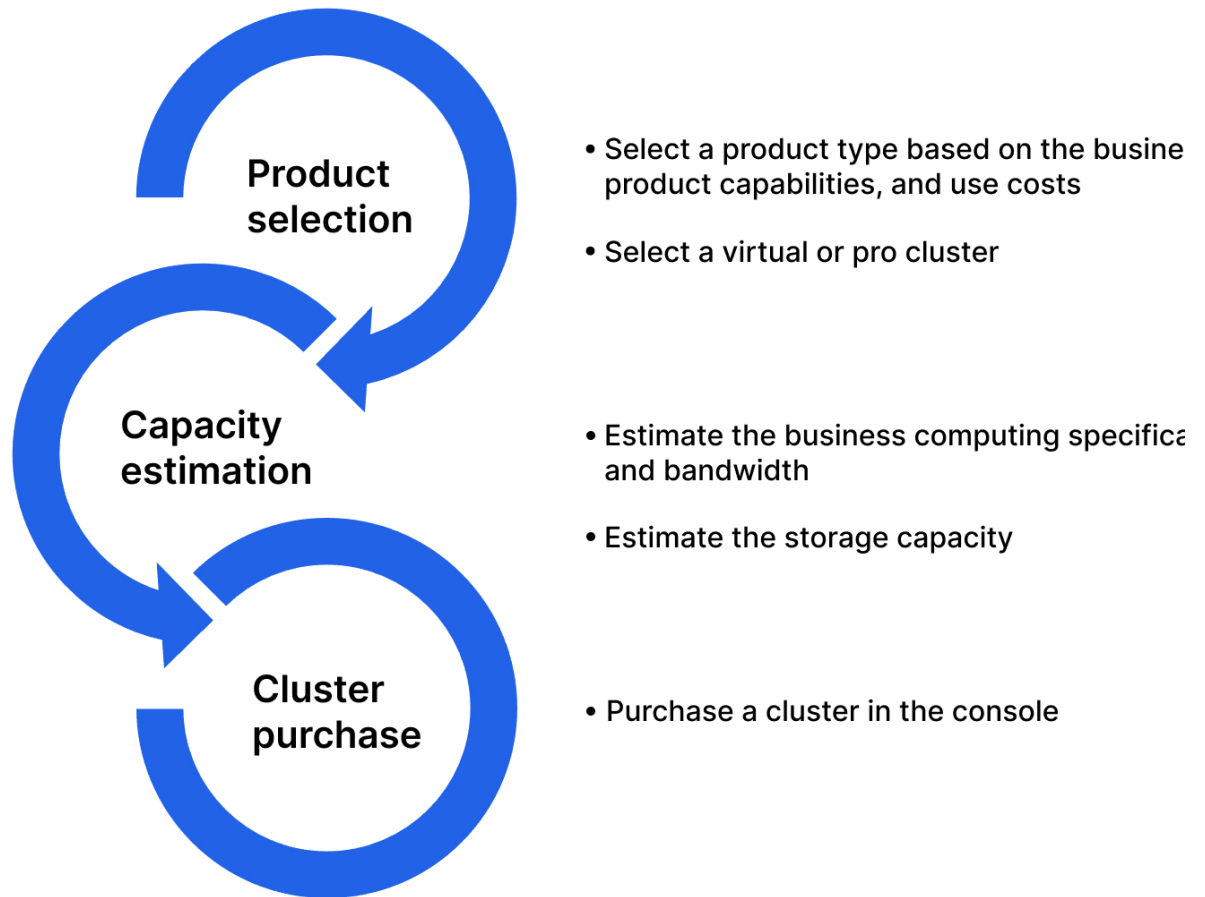 Product
selection
• Select a product type based on the busine
product capabilities, and use costs
• Select a virtual or pro cluster
Capacity
estimation
• Estimate the business computing specifica
and bandwidth
• Estimate the storage capacity
Cluster
purchase
• Purchase a cluster in the console